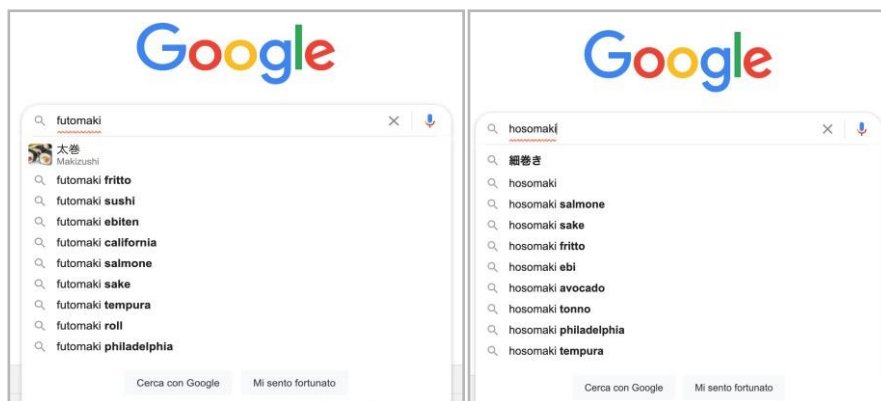 Google
futomaki
太巻
Makizushi
futomaki fritto
futomaki sushi
futomaki ebiten
futomaki california
futomaki salmone
futomaki sake
futomaki tempura
futomaki roll
futomaki philadelphia
Cerca con Google Mi sento fortunato
Google
hosomaki
細巻き
hosomaki
hosomaki salmone
hosomaki sake
hosomaki fritto
hosomaki ebi
hosomaki avocado
hosomaki tonno
hosomaki philadelphia
hosomaki tempura
Cerca con Google Mi sento fortunato